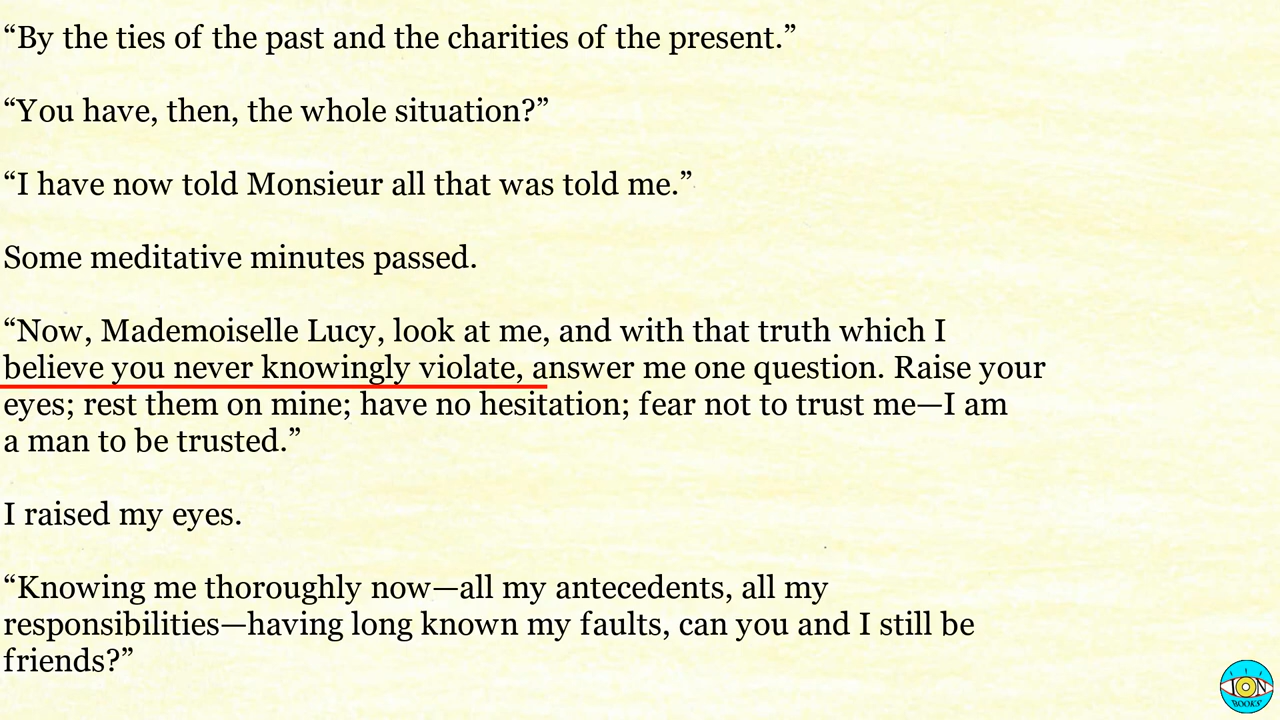 “By the ties of the past and the charities of the present.”
“You have, then, the whole situation?”
“I have now told Monsieur all that was told me.”
Some meditative minutes passed.
“Now, Mademoiselle Lucy, look at me, and with that truth which I
believe you never knowingly violate, answer me one question. Raise your
eyes; rest them on mine; have no hesitation; fear not to trust me—I am
a man to be trusted.”
I raised my eyes.
“Knowing me thoroughly now—all my antecedents, all my
responsibilities—having long known my faults, can you and I still be
friends?”
ION
BOOKS